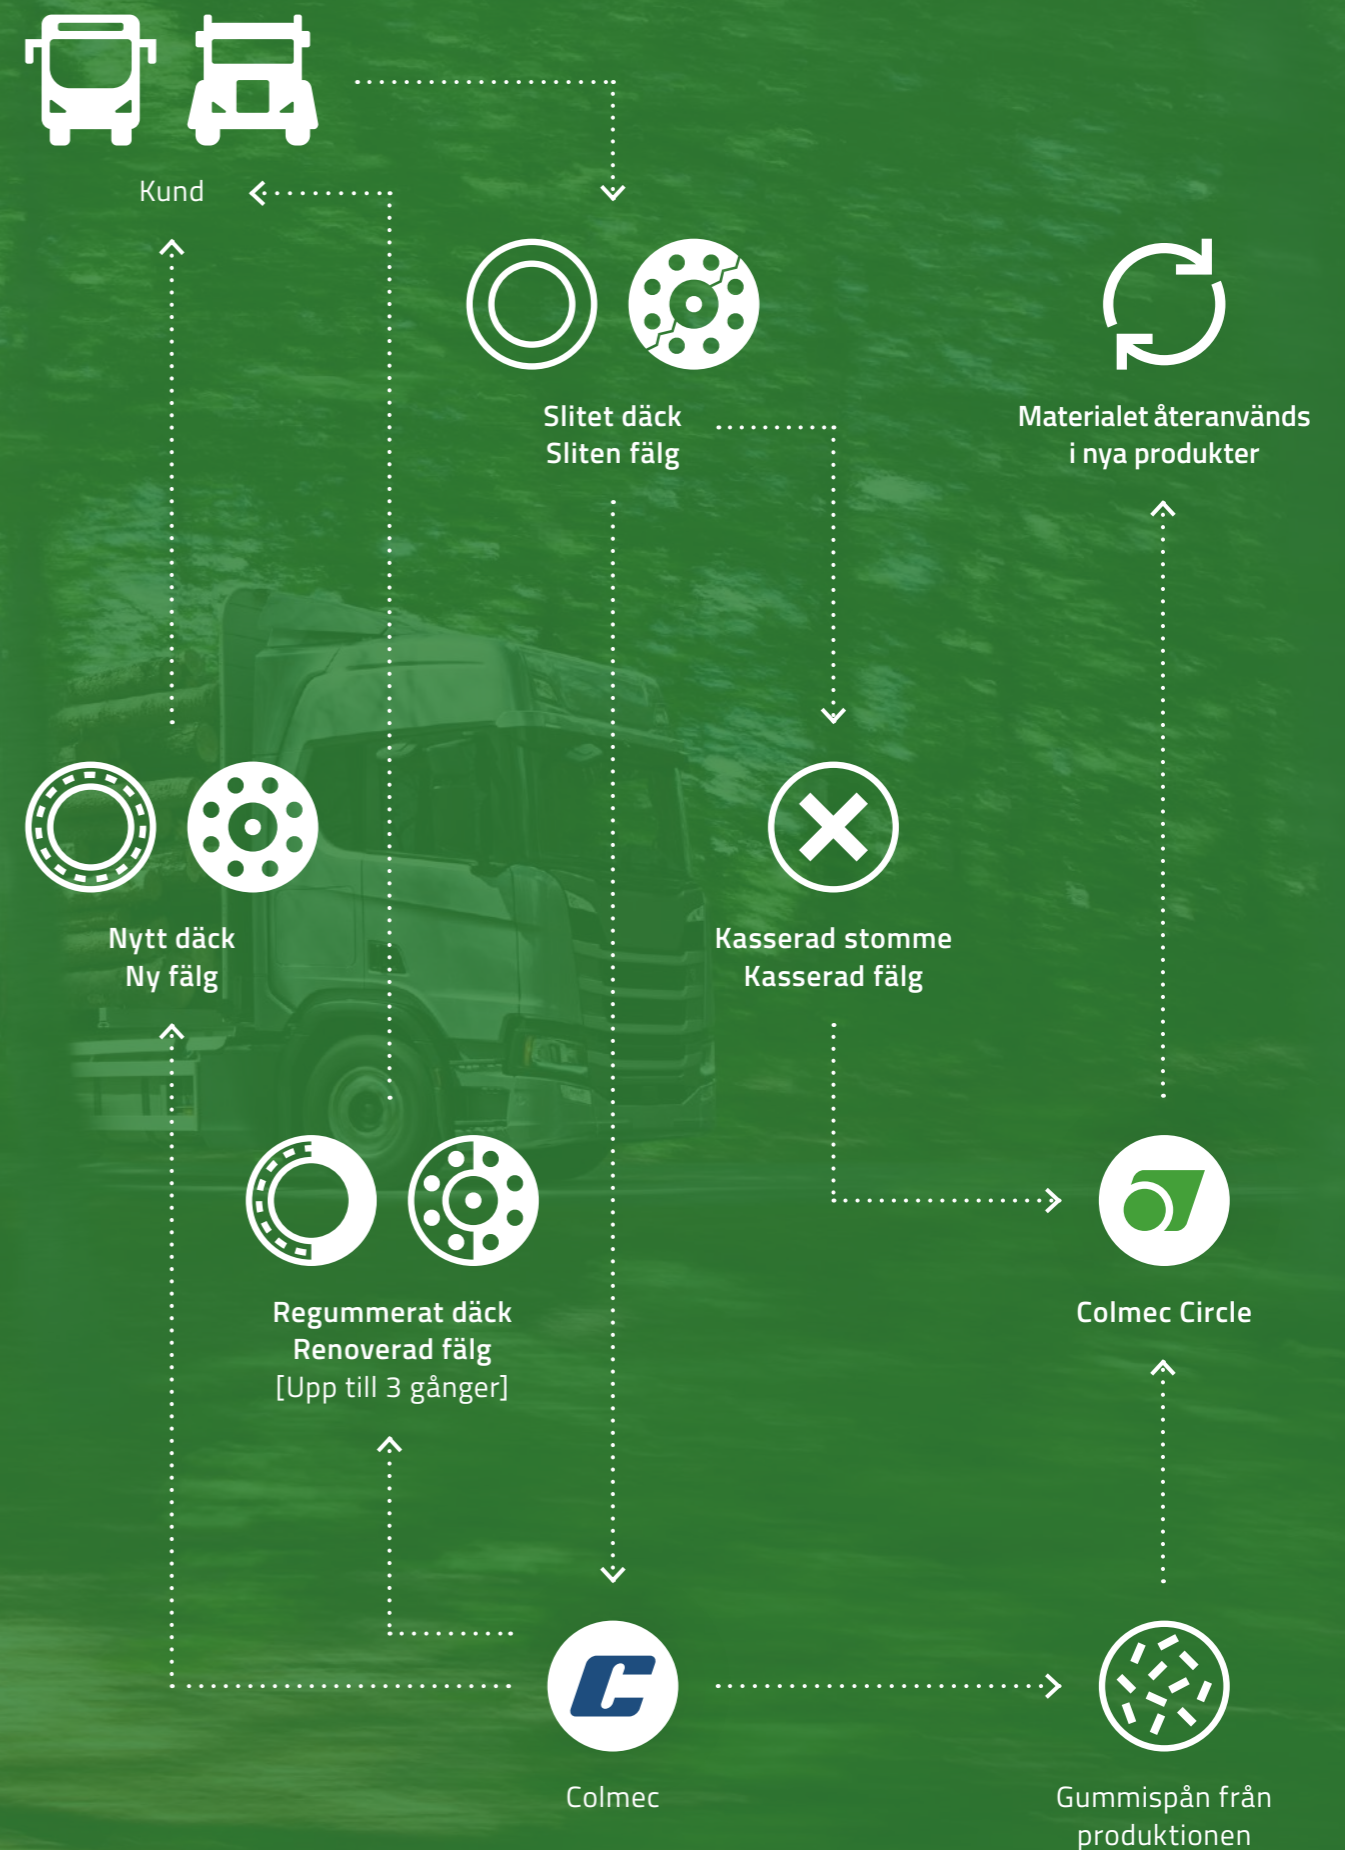 Kund
Slitet däck
Sliten fälg
Materialet återanvänds
i nya produkter
Nytt däck
Ny fälg
Kasserad stomme
Kasserad fälg
Regummerat däck
Renoverad fälg
[Upp till 3 gånger]
Colmec Circle
C
Colmec
Gummispån från
produktionen